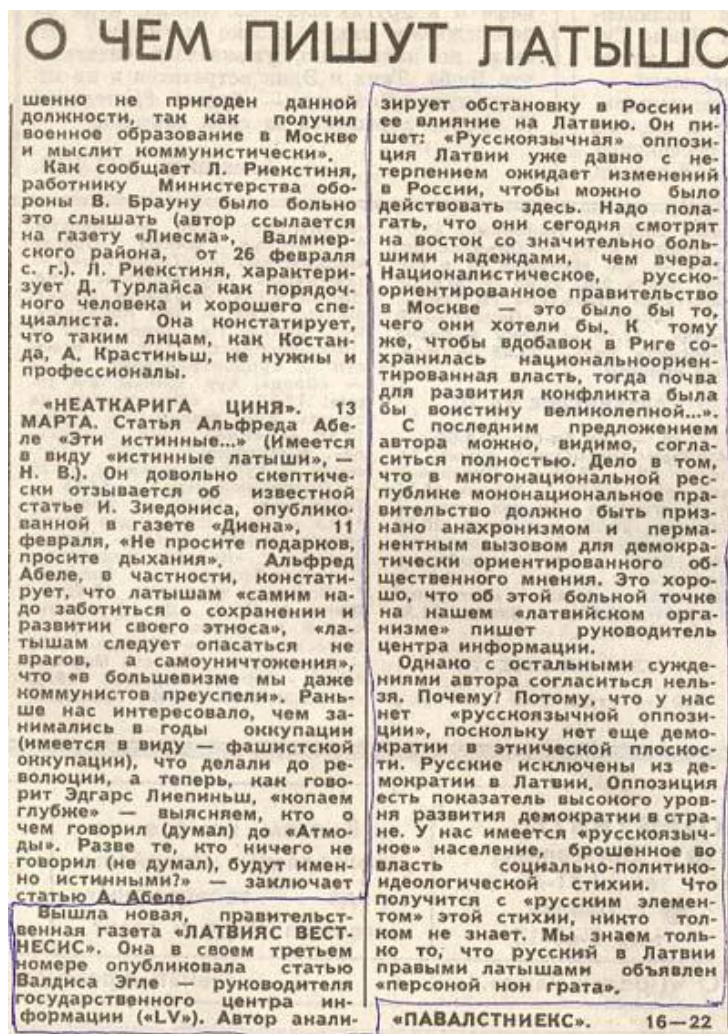 О ЧЕМ ПИШУТ ЛАТЫШС
шенно не пригоден данной
должности, так как получил
военное образование в Москве
и мыслит коммунистически».
Как сообщает Л. Риекстиня,
работнику Министерства обо-
роны В. Брауну было больно
это слышать (автор ссылается
на газету «Лиесма», Валмиер-
ского района, от 26 февраля
с. г.). Л. Риекстиня, характери-
зует Д. Турлайса как порядоч-
ного человека и хорошего спе-
циалиста. Она констатирует,
что таким лицам, как Костан-
да, А. Крастиньш, не нужны и
профессионалы.
«НЕАТКАРИГА ЦИНЯ». 13
МАРТА. Статья Альфреда Абе-
ле «Эти истинные...» (Имеется
в виду «истинные латыши», —
Н. В.). Он довольно скептиче-
ски отзывается об известной
статье И. Зиедониса, опублико-
ванной в газете «Диена», 11
февраля, «Не просите подарков,
просите дыхания». Альфред
Абеле, в частности, констати-
рует, что латышам «самим на-
до заботиться о сохранении и
развитии своего этноса», «ла-
тышам следует опасаться не
врагов, а самоуничтожения»,
что «в большевизме мы даже
коммунистов преуспели». Рань-
ше нас интересовало, чем за-
нимались в годы оккупации
(имеется в виду — фашистской
оккупации), что делали до ре-
волюции, а теперь, как гово-
рит Эдгарс Лиепиньш, «копаем
глубже» — выясняем, кто о
чем говорил (думал) до «Атмо-
ды». Разве те, кто ничего не
говорил (не думал), будут имен-
но истинными?» — заключает
статью А. Абеле.
Вышла новая, правительст-
венная газета «ЛАТВИЯС ВЕСТ-
НЕСИС». Она в своем третьем
номере опубликовала статью
Валдиса Эгле — руководителя
государственного центра ин-
формации («LV»). Автор анали-
зирует обстановку в России и
ее влияние на Латвию. Он пи-
шет: «Русскоязычная» оппози-
ция Латвии уже давно с не-
терпением ожидает изменений
в России, чтобы можно было
действовать здесь. Надо пола-
гать, что они сегодня смотрят
на восток со значительно боль-
шими надеждами, чем вчера.
Националистическое, русско-
ориентированное правительство
в Москве — это было бы то,
чего они хотели бы. К тому
же, чтобы вдобавок в Риге со-
хранилась национальноориен-
тированная власть, тогда почва
для развития конфликта была
бы воистину великолепной...».
С последним предложением
автора можно, видимо, согла-
ситься полностью. Дело в том,
что в многонациональной рес-
публике мононациональное пра-
вительство должно быть приз-
нано анахронизмом и перма-
нентным вызовом для демокра-
тически ориентированного об-
щественного мнения. Это хоро-
шо, что об этой больной точке
на нашем «латвийском орга-
низме» пишет руководитель
центра информации.
Однако с остальными сужде-
ниями автора согласиться нель-
зя. Почему? Потому, что у нас
нет «русскоязычной оппози-
ции», поскольку нет еще демо-
кратии в этнической плоскос-
ти. Русские исключены из де-
мократии в Латвии. Оппозиция
есть показатель высокого уров-
ня развития демократии в стра-
не. У нас имеется «русскоязыч-
ное» население, брошенное во
власть социально-политико-
идеологической стихии. Что
получится с «русским элемен-
том» этой стихии, никто тол-
ком не знает. Мы знаем толь-
ко то, что русский в Латвии
правыми латышами объявлен
«персоной нон грата».
«ПАВАЛСТНИЕКС». 16—22